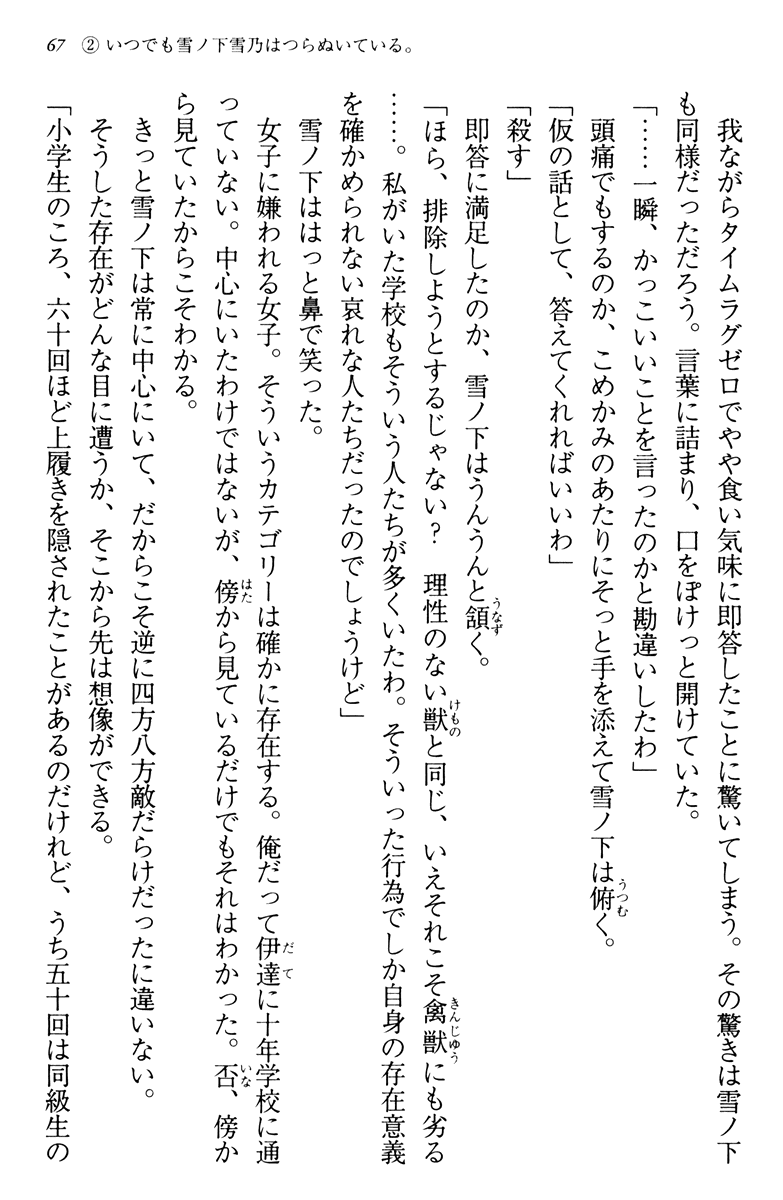 67 ② いつでも雪ノ下雪乃はつらぬいている。
我ながらタイムラグゼロでやや食い気味に即答したことに驚いてしまう。その驚きは雪ノ下
も同様だっただろう。言葉に詰まり、口をぽけっと開けていた。
「……一瞬、かっこいいことを言ったのかと勘違いしたわ」
頭痛でもするのか、こめかみのあたりにそっと手を添えて雪ノ下は俯く。
「仮の話として、答えてくれればいいわ」
「殺す」
即答に満足したのか、雪ノ下はうんうんと頷く。
「ほら、排除しようとするじゃない? 理性のない獣と同じ、いえそれこそ禽獣にも劣る
……。私がいた学校もそういう人たちが多くいたわ。そういった行為でしか自身の存在意義
を確かめられない哀れな人たちだったのでしょうけど」
雪ノ下ははっと鼻で笑った。
女子に嫌われる女子。そういうカテゴリーは確かに存在する。俺だって伊達に十年学校に通
っていない。中心にいたわけではないが、傍から見ているだけでもそれはわかった。否、傍か
ら見ていたからこそわかる。
きっと雪ノ下は常に中心にいて、だからこそ逆に四方八方敵だらけだったに違いない。
そうした存在がどんな目に遭うか、そこから先は想像ができる。
「小学生のころ、六十回ほど上履きを隠されたことがあるのだけれど、うち五十回は同級生の